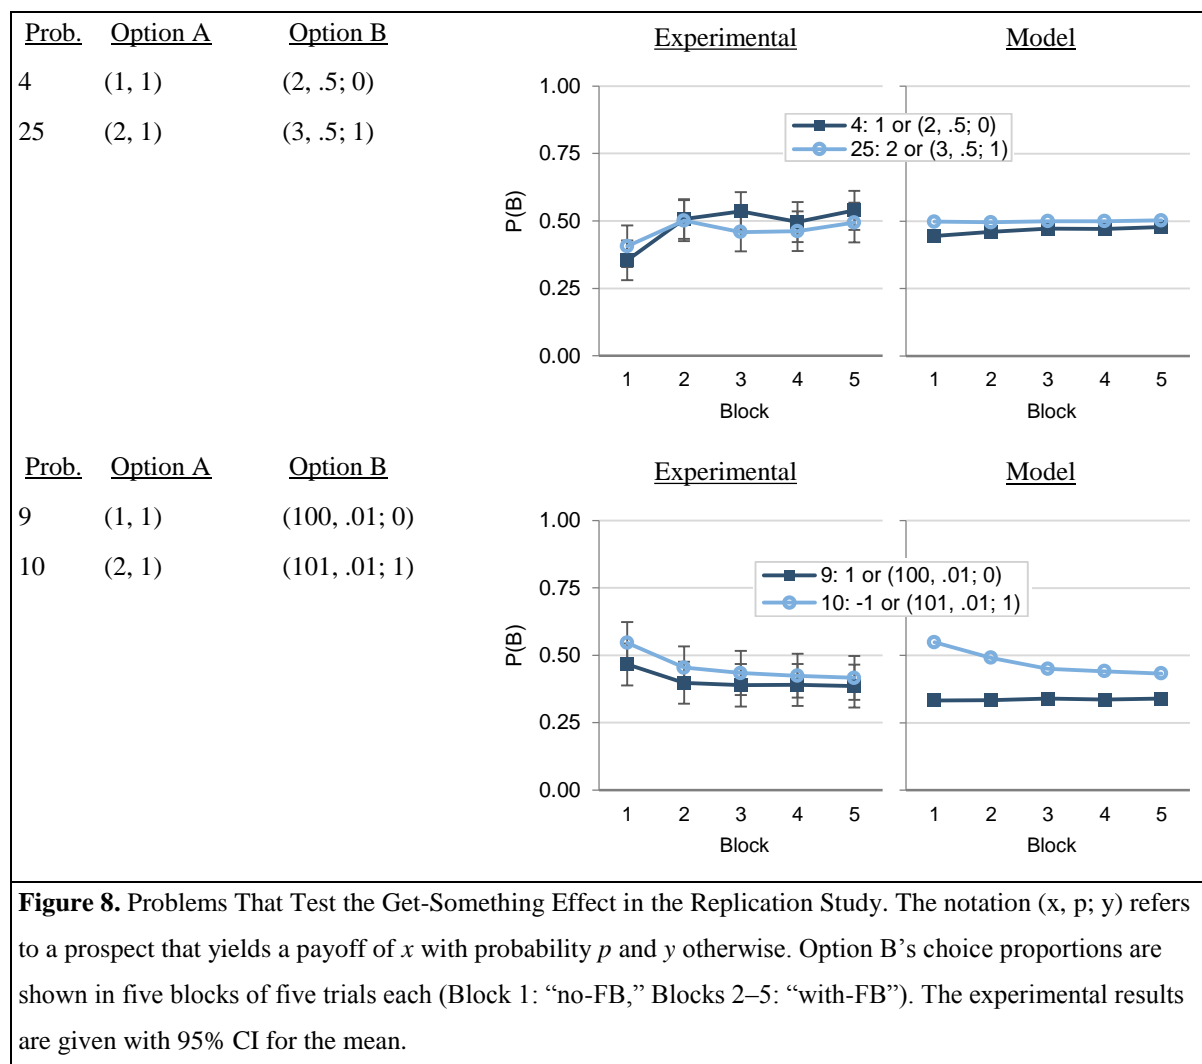 Prob. Option A Option B
4 (1, 1) (2, .5; 0)
25 (2, 1) (3, .5; 1)
Experimental Model
1.00
0.75
0.50
0.25
0.00
P(B)
4: 1 or (2, .5; 0)
25: 2 or (3, .5; 1)
1 2 3 4 5 1 2 3 4 5
Block Block
Prob. Option A Option B
9 (1, 1) (100, .01; 0)
10 (2, 1) (101, .01; 1)
Experimental Model
1.00
0.75
0.50
0.25
0.00
P(B)
9: 1 or (100, .01; 0)
10: -1 or (101, .01; 1)
1 2 3 4 5 1 2 3 4 5
Block Block
Figure 8. Problems That Test the Get-Something Effect in the Replication Study. The notation (x, p; y) refers
to a prospect that yields a payoff of x with probability p and y otherwise. Option B’s choice proportions are
shown in five blocks of five trials each (Block 1: “no-FB,” Blocks 2–5: “with-FB”). The experimental results
are given with 95% CI for the mean.